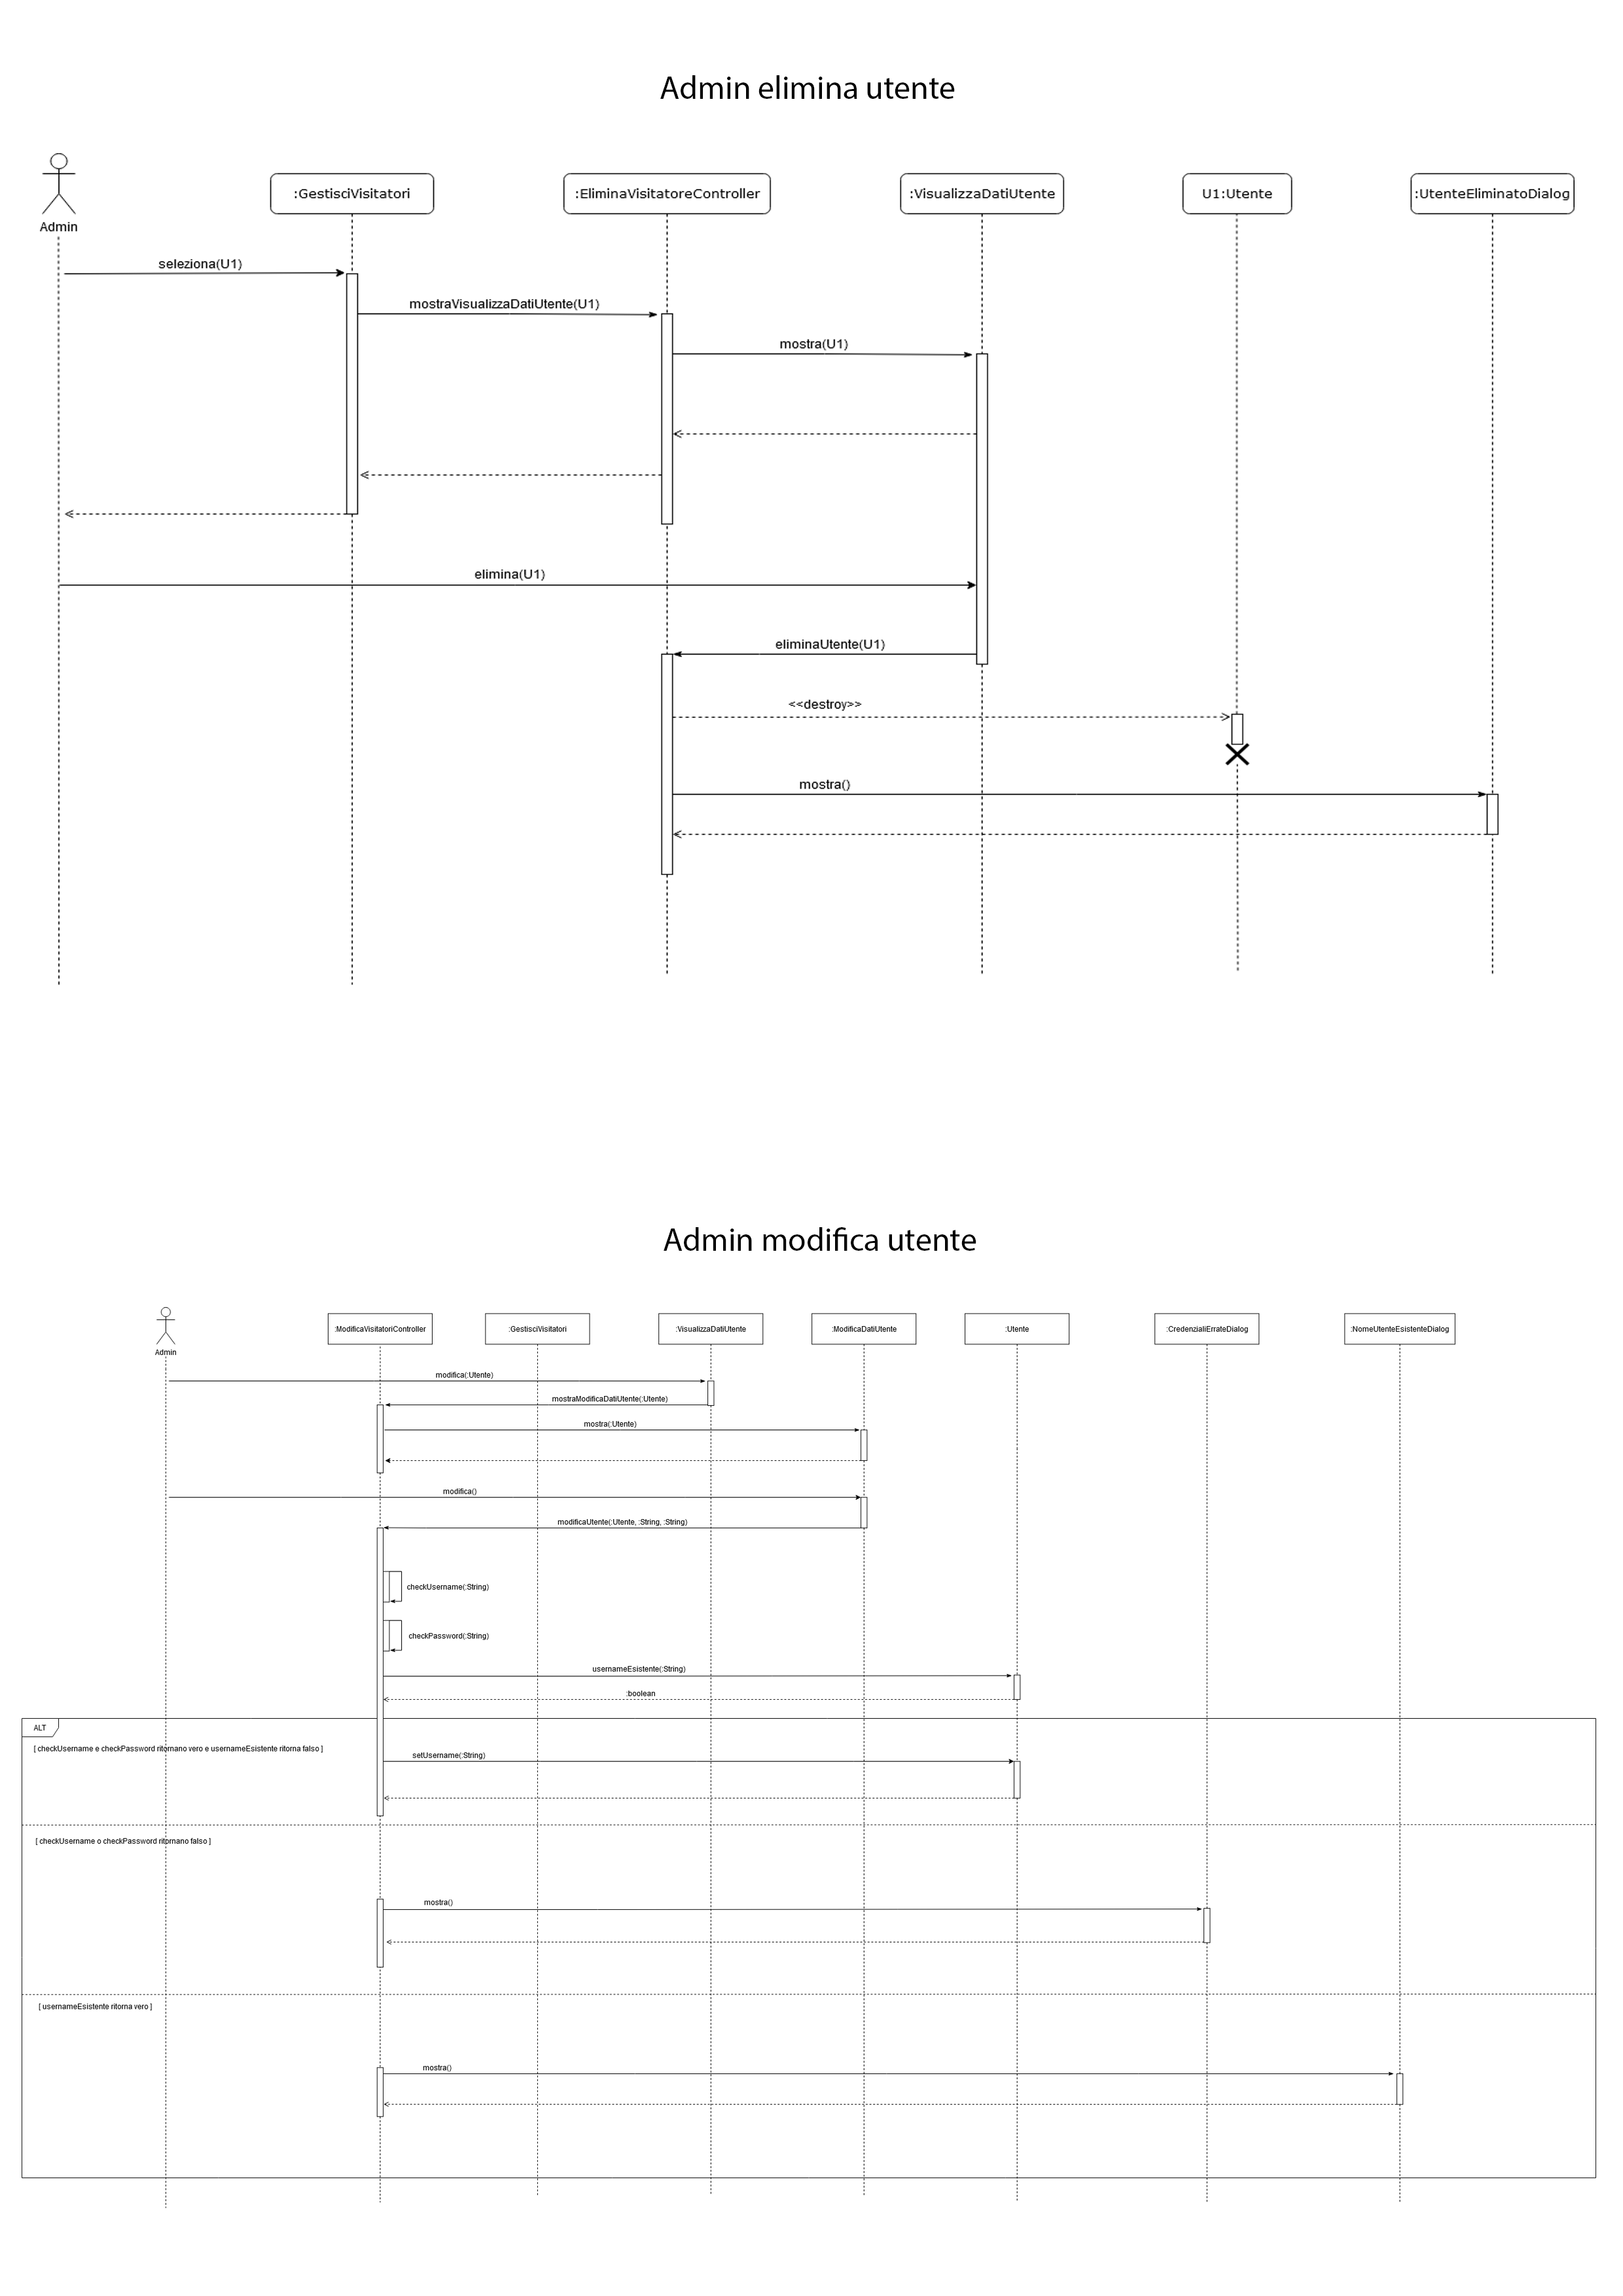 Admin elimina utente
Admin
:GestisciVisitatori
:EliminaVisitatoreController
:VisualizzaDatiUtente
U1:Utente
:UtenteEliminatoDialog
seleziona(U1)
mostraVisualizzaDatiUtente(U1)
mostra(U1)
elimina(U1)
eliminaUtente(U1)
<<destroy>>
mostra()
Admin modifica utente
Admin
:ModificaVisitatoriController
:GestisciVisitatori
:VisualizzaDatiUtente
:ModificaDatiUtente
:Utente
:CredenzialiErrateDialog
:NomeUtenteEsistenteDialog
modifica(:Utente)
mostraModificaDatiUtente(:Utente)
mostra(:Utente)
modifica()
modificaUtente(:Utente, :String, :String)
checkUsername(:String)
checkPassword(:String)
usernameEsistente(:String)
:boolean
ALT
[ checkUsername e checkPassword ritornano vero e usernameEsistente ritorna falso ]
setUsername(:String)
[ checkUsername o checkPassword ritornano falso ]
mostra()
[ usernameEsistente ritorna vero ]
mostra()